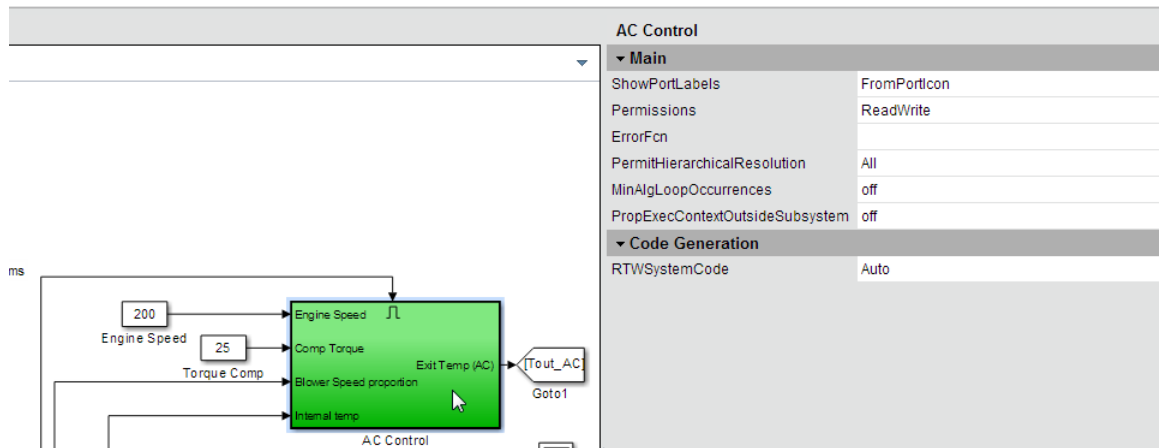 AC Control
Main
ShowPortLabels FromPortIcon
Permissions ReadWrite
ErrorFcn
PermitHierarchicalResolution All
MinAlgLoopOccurrences off
PropExecContextOutsideSubsystem off
Code Generation
RTWSystemCode Auto
ms
200
Engine Speed
25
Torque Comp
Engine Speed
Comp Torque
Blower Speed proportion
Internal temp
Exit Temp (AC)
AC Control
[Tout_AC]
Goto1